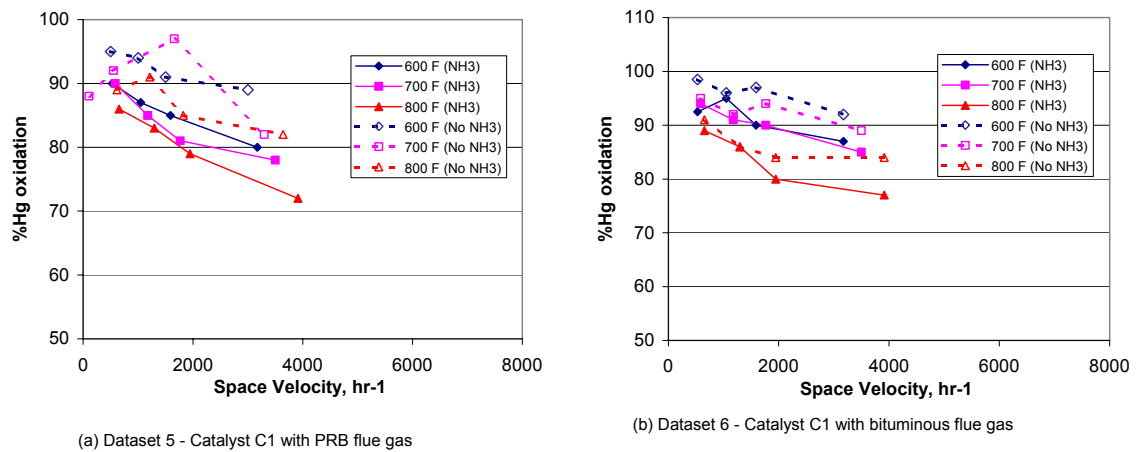 100
90
80
70
60
50
%Hg oxidation
0
2000
4000
6000
8000
Space Velocity, hr-1
600 F (NH3)
700 F (NH3)
800 F (NH3)
600 F (No NH3)
700 F (No NH3)
800 F (No NH3)
(a) Dataset 5 - Catalyst C1 with PRB flue gas
110
100
90
80
70
60
50
%Hg oxidation
0
2000
4000
6000
8000
Space Velocity, hr-1
600 F (NH3)
700 F (NH3)
800 F (NH3)
600 F (No NH3)
700 F (No NH3)
800 F (No NH3)
(b) Dataset 6 - Catalyst C1 with bituminous flue gas